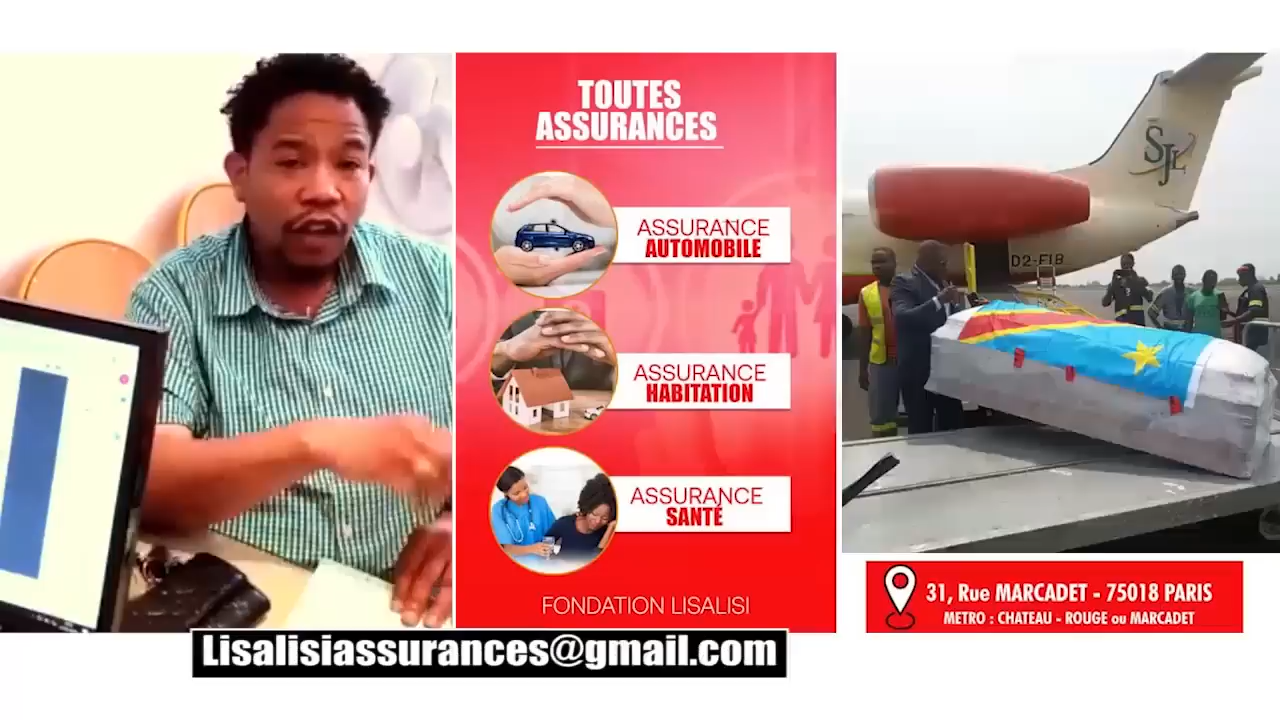 TOUTES
ASSURANCES
ASSURANCE
AUTOMOBILE
ASSURANCE
HABITATION
ASSURANCE
SANTÉ
FONDATION LISALISI
Lisalisiassurances@gmail.com
SJL
D2-FIB
31, Rue MARCADET - 75018 PARIS
METRO : CHATEAU - ROUGE ou MARCADET